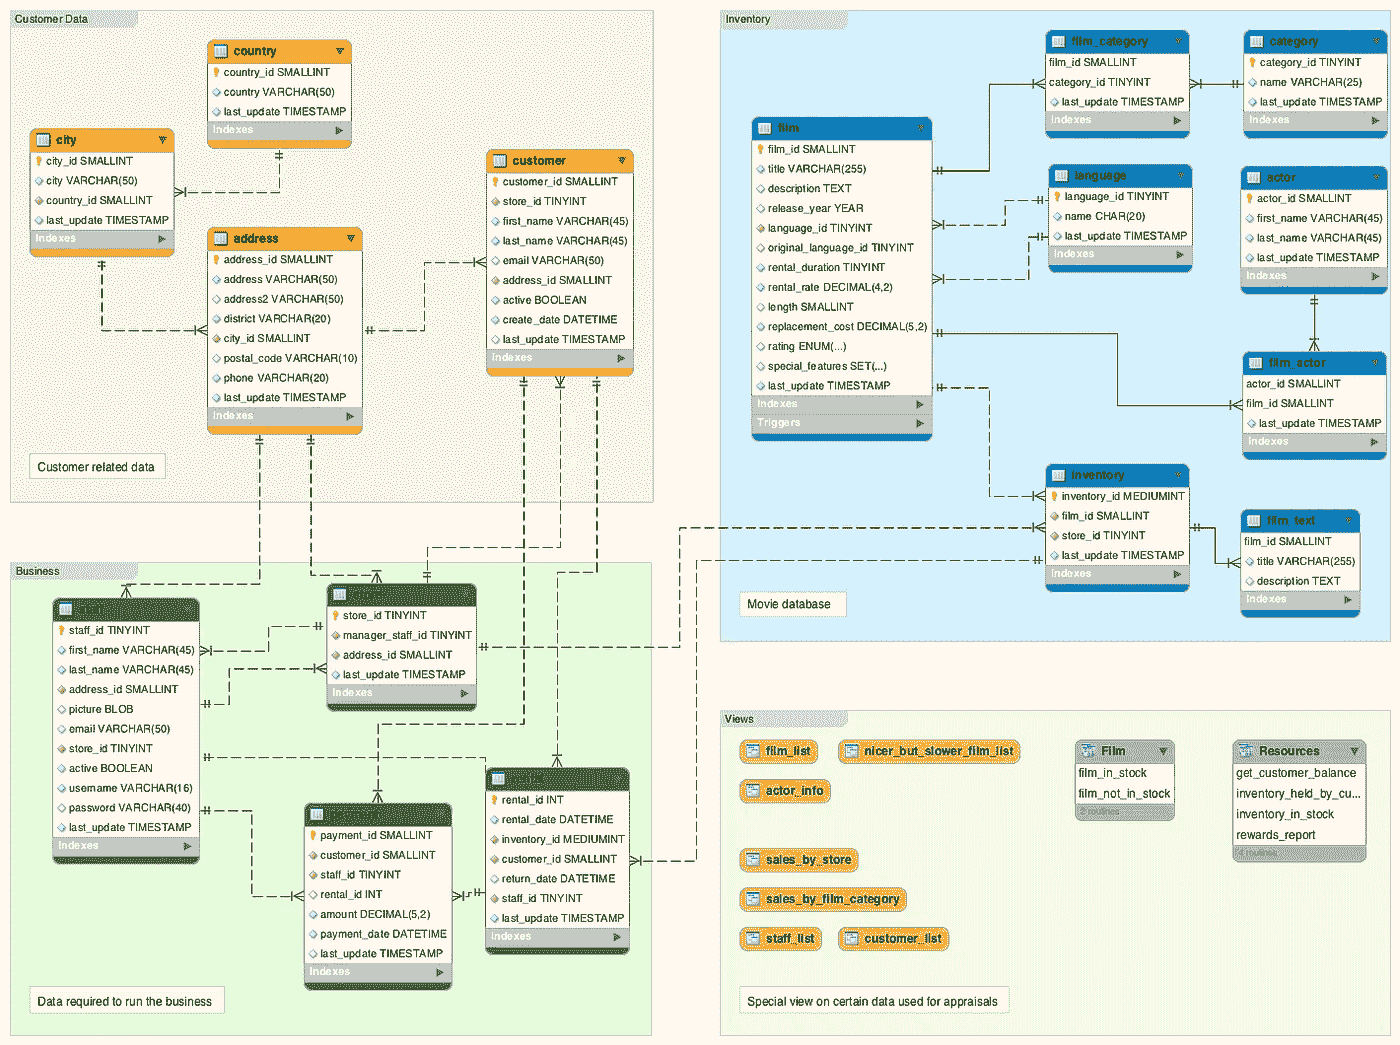 Customer Data
country
country_id SMALLINT
country VARCHAR(50)
last_update TIMESTAMP
Indexes
city
city_id SMALLINT
city VARCHAR(50)
country_id SMALLINT
last_update TIMESTAMP
Indexes
address
address_id SMALLINT
address VARCHAR(50)
address2 VARCHAR(50)
district VARCHAR(20)
city_id SMALLINT
postal_code VARCHAR(10)
phone VARCHAR(20)
last_update TIMESTAMP
Indexes
customer
customer_id SMALLINT
store_id TINYINT
first_name VARCHAR(45)
last_name VARCHAR(45)
email VARCHAR(50)
address_id SMALLINT
active BOOLEAN
create_date DATETIME
last_update TIMESTAMP
Indexes
Customer related data
Inventory
film
film_id SMALLINT
title VARCHAR(255)
description TEXT
release_year YEAR
language_id TINYINT
original_language_id TINYINT
rental_duration TINYINT
rental_rate DECIMAL(4,2)
length SMALLINT
replacement_cost DECIMAL(5,2)
rating ENUM(...)
special_features SET(...)
last_update TIMESTAMP
Indexes
Triggers
film_category
film_id SMALLINT
category_id TINYINT
last_update TIMESTAMP
Indexes
category
category_id TINYINT
name VARCHAR(25)
last_update TIMESTAMP
Indexes
language
language_id TINYINT
name CHAR(20)
last_update TIMESTAMP
Indexes
actor
actor_id SMALLINT
first_name VARCHAR(45)
last_name VARCHAR(45)
last_update TIMESTAMP
Indexes
film_actor
actor_id SMALLINT
film_id SMALLINT
last_update TIMESTAMP
Indexes
inventory
inventory_id MEDIUMINT
film_id SMALLINT
store_id TINYINT
last_update TIMESTAMP
Indexes
film_text
film_id SMALLINT
title VARCHAR(255)
description TEXT
Indexes
Movie database
Business
staff_id TINYINT
first_name VARCHAR(45)
last_name VARCHAR(45)
address_id SMALLINT
picture BLOB
email VARCHAR(50)
store_id TINYINT
active BOOLEAN
username VARCHAR(16)
password VARCHAR(40)
last_update TIMESTAMP
Indexes
store_id TINYINT
manager_staff_id TINYINT
address_id SMALLINT
last_update TIMESTAMP
Indexes
payment_id SMALLINT
customer_id SMALLINT
staff_id TINYINT
rental_id INT
amount DECIMAL(5,2)
payment_date DATETIME
last_update TIMESTAMP
Indexes
rental_id INT
rental_date DATETIME
inventory_id MEDIUMINT
customer_id SMALLINT
return_date DATETIME
staff_id TINYINT
last_update TIMESTAMP
Indexes
Data required to run the business
Views
film_list
nicer_but_slower_film_list
actor_info
sales_by_store
sales_by_film_category
staff_list
customer_list
Film
film_in_stock
film_not_in_stock
2 routines
Resources
get_customer_balance
inventory_held_by_cu...
inventory_in_stock
rewards_report
4 routines
Special view on certain data used for appraisals